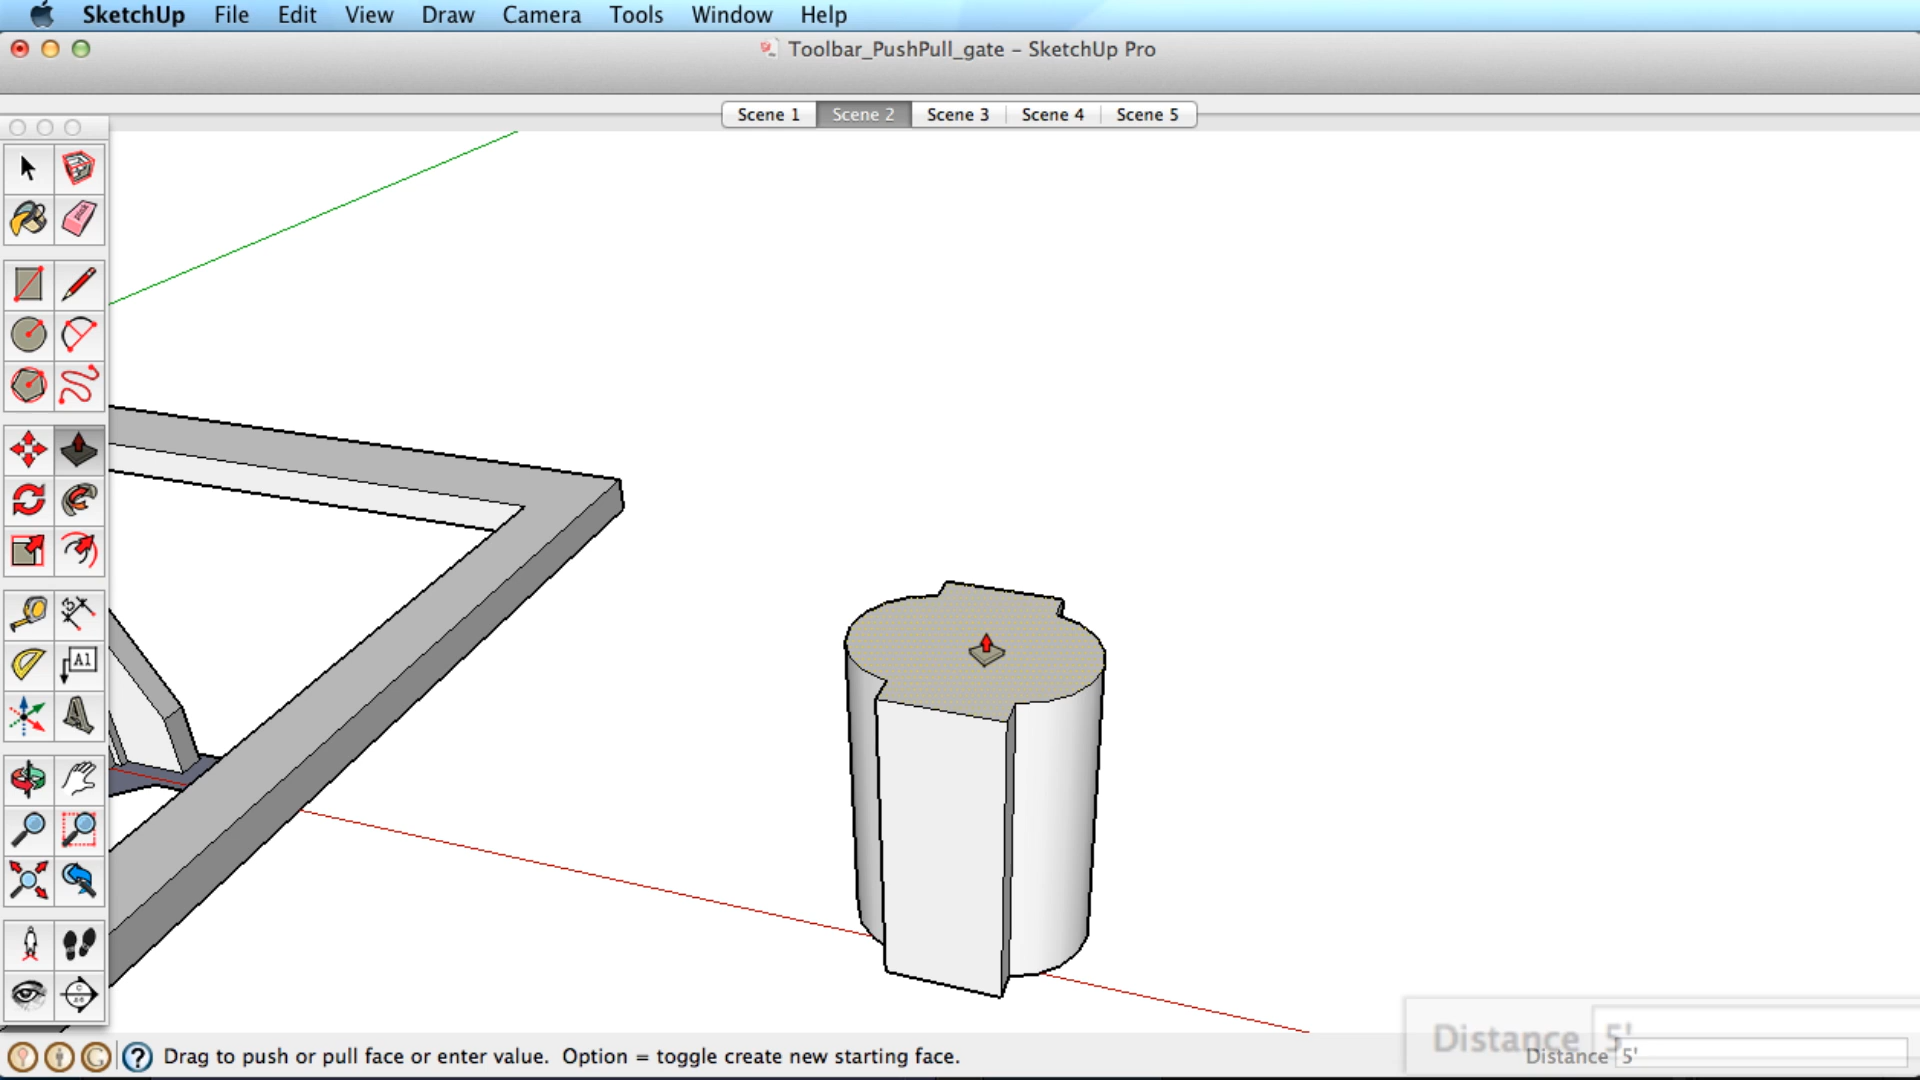 SketchUp File Edit View Draw Camera Tools Window Help
Toolbar_PushPull_gate – SketchUp Pro
Scene 1 Scene 2 Scene 3 Scene 4 Scene 5
A1
Distance 5'
Drag to push or pull face or enter value. Option = toggle create new starting face.
Distance 5'